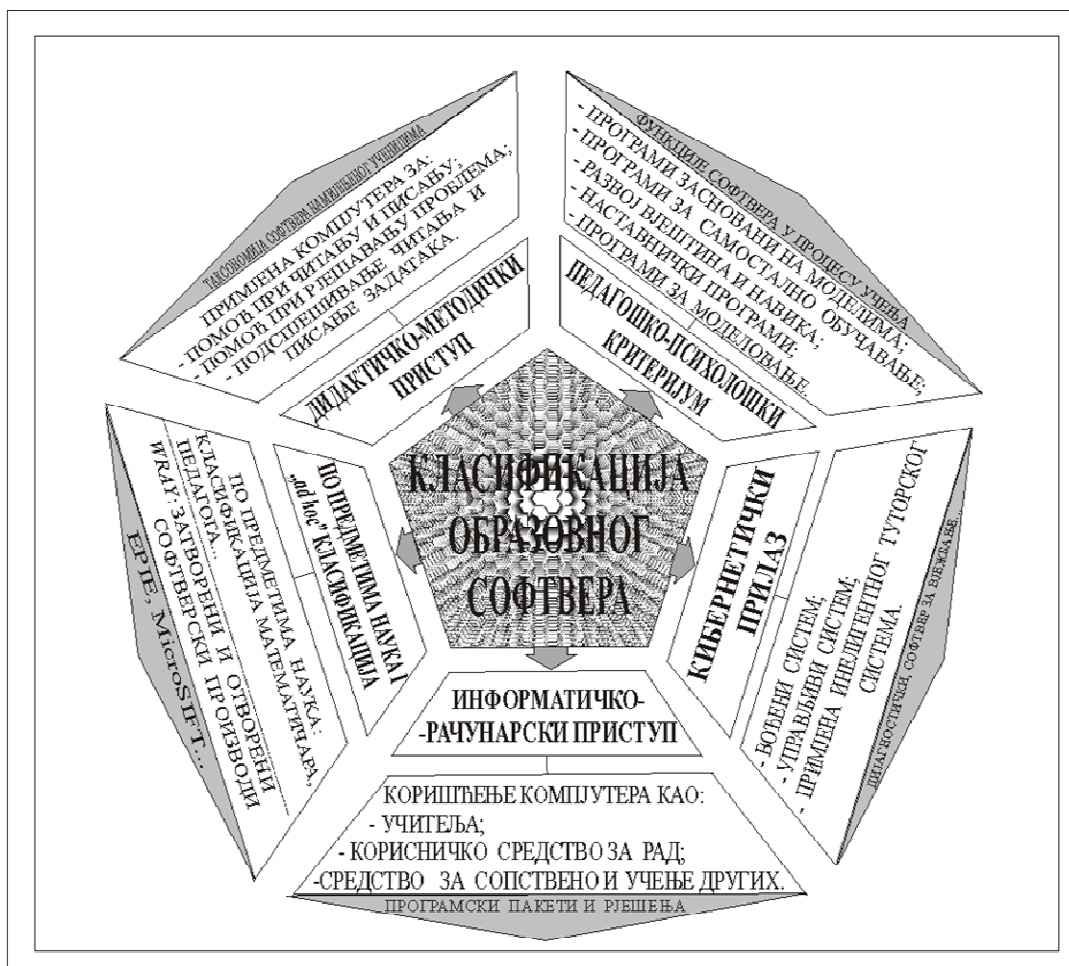 КЛАСИФИКАЦИЈА
ОБРАЗОВНОГ
СОФТВЕРА
ТАКСОНОМИЈА СОФТВЕРА НАМИЈЕЊЕНОГ УЧЕНИЦИМА
ПРИМЈЕНА КОМПЈУТЕРА ЗА:
- ПОМОЋ ПРИ ЧИТАЊУ И ПИСАЊУ;
- ПОМОЋ ПРИ РЈЕШАВАЊУ ПРОБЛЕМА;
- ПОДСПЈЕШИВАЊЕ ЧИТАЊА И
ПИСАЊЕ ЗАДАТАКА.
ДИДАКТИЧКО-МЕТОДИЧКИ
ПРИСТУП
ФУНКЦИЈЕ СОФТВЕРА У ПРОЦЕСУ УЧЕЊА
- ПРОГРАМИ ЗАСНОВАНИ НА МОДЕЛИМА;
- ПРОГРАМИ ЗА САМОСТАЛНО ОБУЧАВАЊЕ;
- РАЗВОЈ ВЈЕШТИНА И НАВИКА;
- НАСТАВНИЧКИ ПРОГРАМИ;
- ПРОГРАМИ ЗА МОДЕЛОВАЊЕ.
ПЕДАГОШКО-ПСИХОЛОШКИ
КРИТЕРИЈУМ
КИБЕРНЕТИЧКИ
ПРИЛАЗ
- ВОЂЕНИ СИСТЕМ;
- УПРАВЉИВИ СИСТЕМ;
- ПРИМЈЕНА ИНЕЛИГЕНТНОГ ТУТОРСКОГ
СИСТЕМА.
ДИЈАГНОСТИЧКИ, СОФТВЕР ЗА ВЈЕЖБАЊЕ...
ИНФОРМАТИЧКО-
-РАЧУНАРСКИ ПРИСТУП
КОРИШЋЕЊЕ КОМПЈУТЕРА КАО:
- УЧИТЕЉА;
- КОРИСНИЧКО СРЕДСТВО ЗА РАД;
-СРЕДСТВО ЗА СОПСТВЕНО И УЧЕЊЕ ДРУГИХ.
ПРОГРАМСКИ ПАКЕТИ И РЈЕШЕЊА
ПО ПРЕДМЕТИМА НАУКА И
„ad hoc" КЛАСИФИКАЦИЈА
ПО ПРЕДМЕТИМА НАУКА:
КЛАСИФИКАЦИЈА МАТЕМАТИЧАРА,
ПЕДАГОГА...
WRAY: ЗАТВОРЕНИ И ОТВОРЕНИ
СОФТВЕРСКИ ПРОИЗВОДИ
EPIE, MicroSIFT...